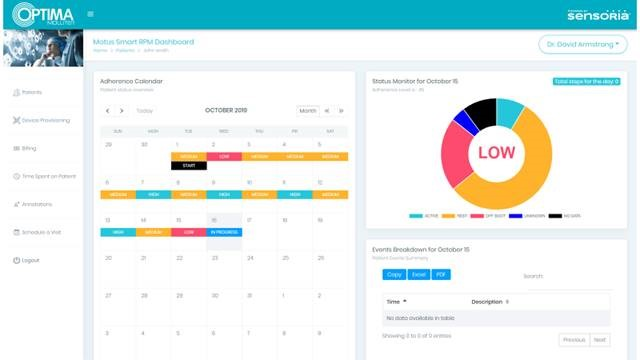 OPTIMA
MOLLITER
POWERED BY
SENSORIA
Motus Smart RPM Dashboard
Home > Patients > John Smith
Dr. David Armstrong
Patients
Device Provisioning
Billing
Time Spent on Patient
Annotations
Schedule a Visit
Logout
Adherence Calendar
Patient status overview
< > Today OCTOBER 2019 Month « »
SUN MON TUE WED THU FRI SAT
29 30 1 2 3 4 5
MEDIUM LOW MEDIUM MEDIUM MEDIUM
START
6 7 8 9 10 11 12
MEDIUM HIGH MEDIUM HIGH MEDIUM HIGH MEDIUM
13 14 15 16 17 18 19
HIGH MEDIUM LOW IN PROGRESS
20 21 22 23 24 25 26
27 28 29 30 31 1 2
3 4 5 6 7 8 9
Status Monitor for October 15
Total steps for the day: 0
LOW
ACTIVE REST OFF BOOT UNKNOWN NO DATA
Events Breakdown for October 15
Patient Events Summary
Copy Excel PDF Search:
Time Description
No data available in table
Showing 0 to 0 of 0 entries
Previous Next